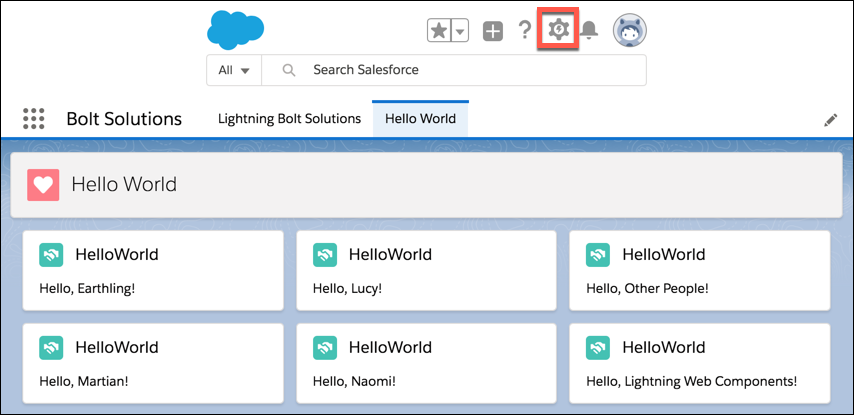 All
Search Salesforce
Bolt Solutions
Lightning Bolt Solutions
Hello World
Hello World
HelloWorld
Hello, Earthling!
HelloWorld
Hello, Lucy!
HelloWorld
Hello, Other People!
HelloWorld
Hello, Martian!
HelloWorld
Hello, Naomi!
HelloWorld
Hello, Lightning Web Components!